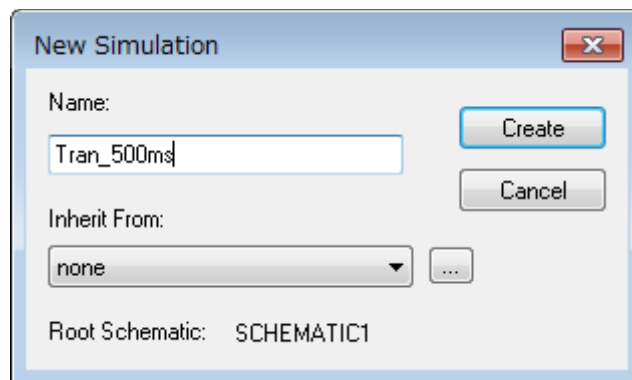 New Simulation
Name:
Create
Tran_500ms
Cancel
Inherit From:
none
...
Root Schematic: SCHEMATIC1